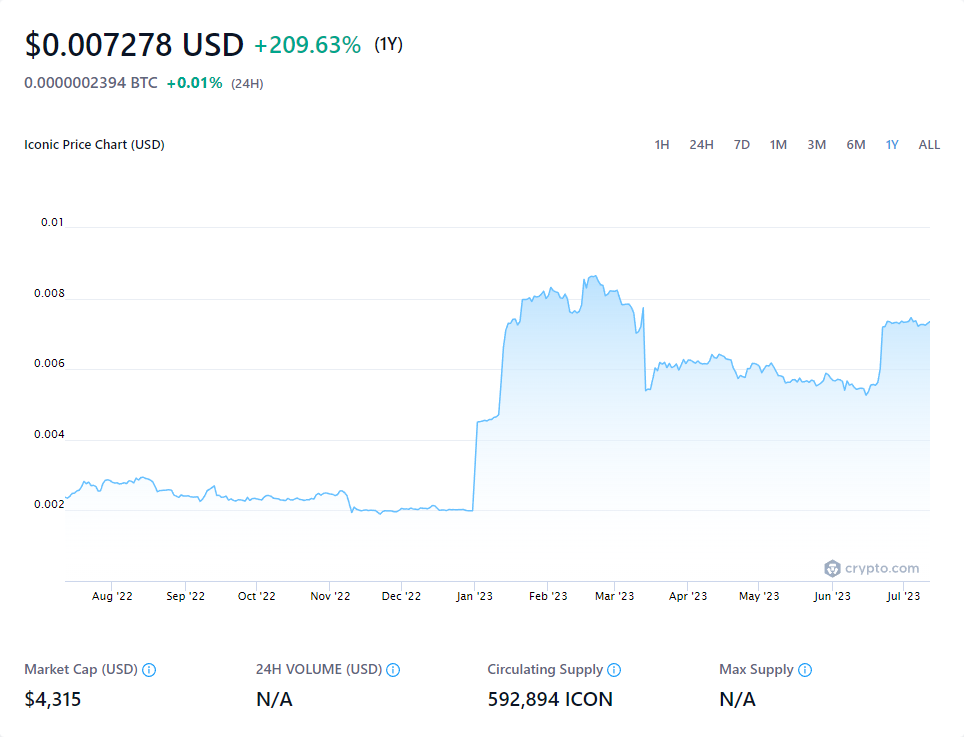 $0.007278 USD +209.63% (1Y)
0.0000002394 BTC +0.01% (24H)
Iconic Price Chart (USD) 1H 24H 7D 1M 3M 6M 1Y ALL
0.01
0.008
0.006
0.004
0.002
crypto.com
Aug '22 Sep '22 Oct '22 Nov '22 Dec '22 Jan '23 Feb '23 Mar '23 Apr '23 May '23 Jun '23 Jul '23
Market Cap (USD) 24H VOLUME (USD) Circulating Supply Max Supply
$4,315 N/A 592,894 ICON N/A